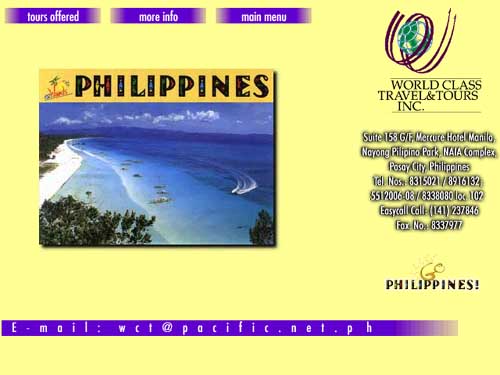 tours offered
more info
main menu
PHILIPPINES
WORLD CLASS
TRAVEL&TOURS
INC.
Suite 158 G/F, Mercure Hotel Manila,
Nayong Pilipino Park, NAIA Complex,
Pasay City, Philippines
Tel. Nos.: 8315021 / 8916132
5512006-08 / 8338080 loc. 102
Easycall Call: (141) 237846
Fax No.: 8337977
Go
PHILIPPINES!
E-mail: wct@pacific.net.ph